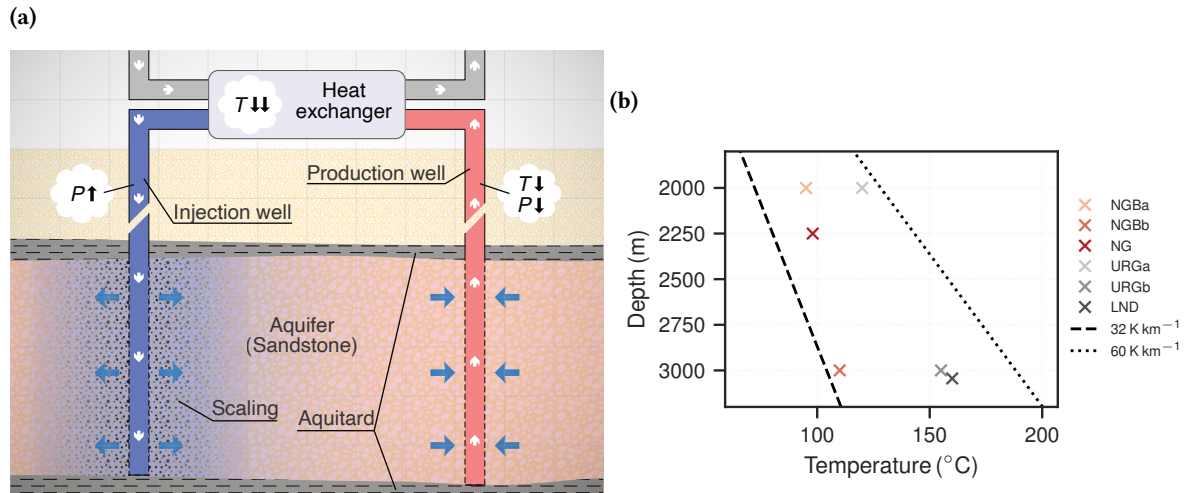 (a)
T ⬇⬇
Heat
exchanger
P⬆
Injection well
Production well
T⬇
P⬇
Aquifer
(Sandstone)
Scaling
Aquitard
(b)
2000
2250
2500
2750
3000
Depth (m)
100
150
200
Temperature (°C)
NGBa
NGBb
NG
URGa
URGb
LND
32 K km⁻¹
60 K km⁻¹